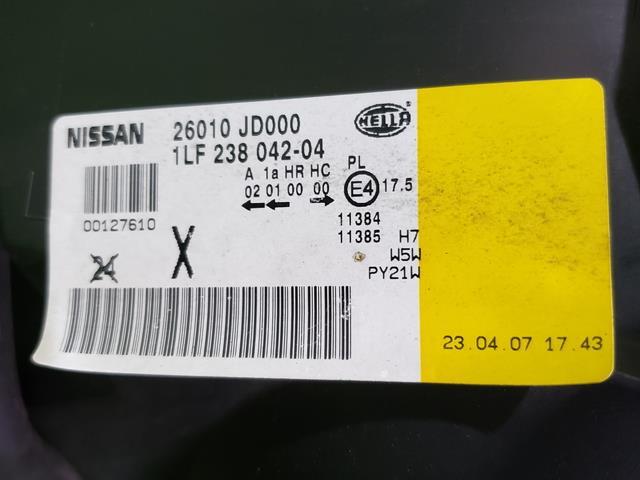 NISSAN 26010 JD000 HELLA
1LF 238 042-04
A 1a HR HC PL
02 01 00 00 E4 17.5
00127610
11384
11385 H7
X W5W
24 PY21W
23.04.07 17.43